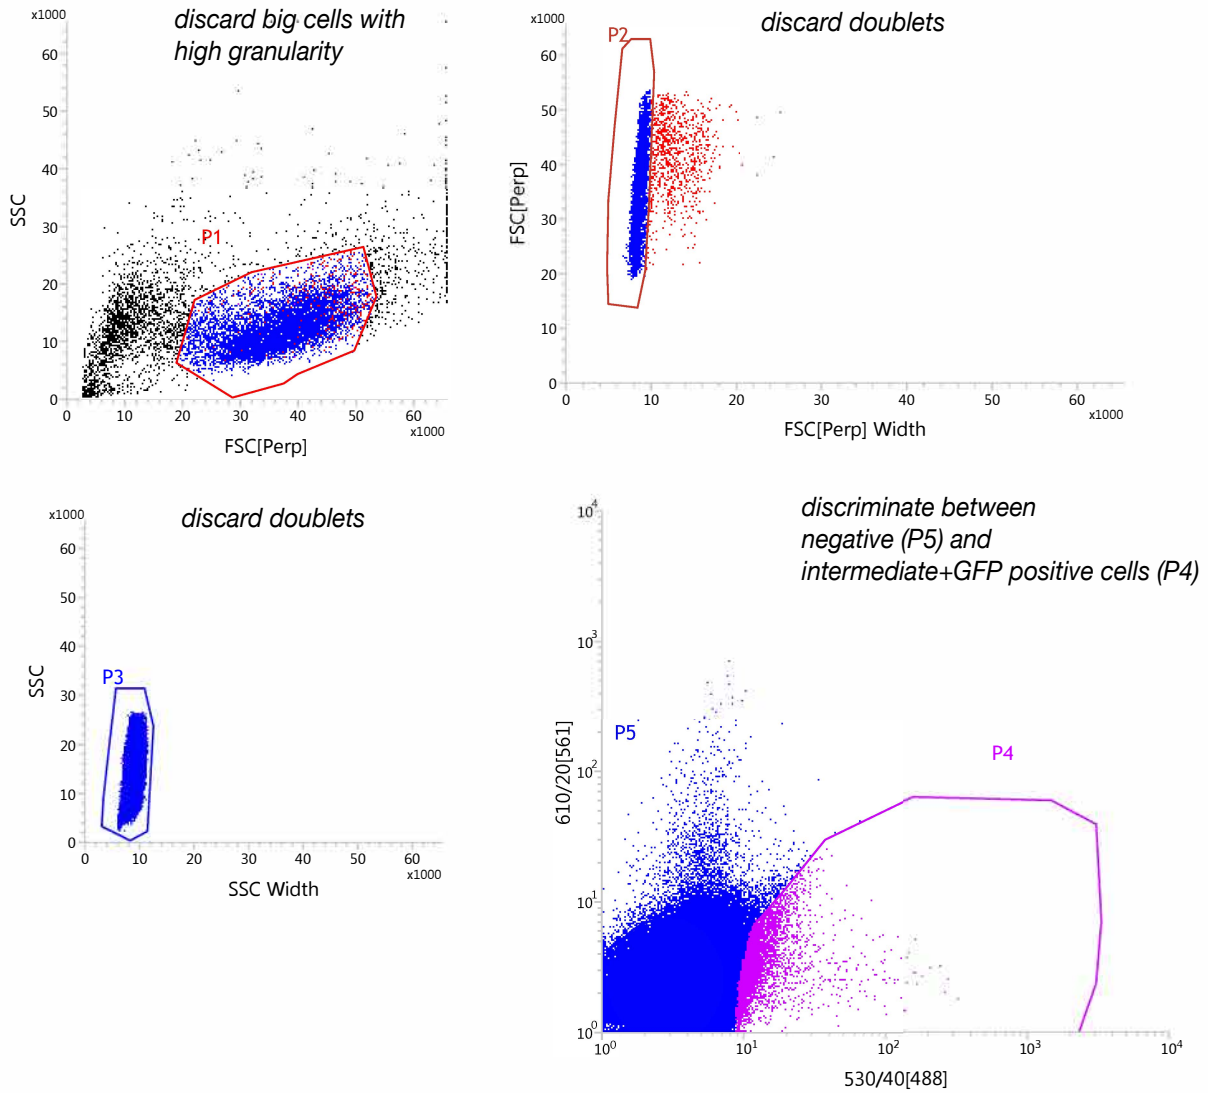 discard big cells with
high granularity
x1000
60
50
40
30
20
10
0
SSC
P1
0 10 20 30 40 50 60
x1000
FSC[Perp]
discard doublets
x1000
60
50
40
30
20
10
0
FSC[Perp]
P2
0 10 20 30 40 50 60
x1000
FSC[Perp] Width
discard doublets
x1000
60
50
40
30
20
10
0
SSC
P3
0 10 20 30 40 50 60
x1000
SSC Width
discriminate between
negative (P5) and
intermediate+GFP positive cells (P4)
10⁴
10³
10²
10¹
10⁰
610/20[561]
P5
P4
10⁰ 10¹ 10² 10³ 10⁴
530/40[488]